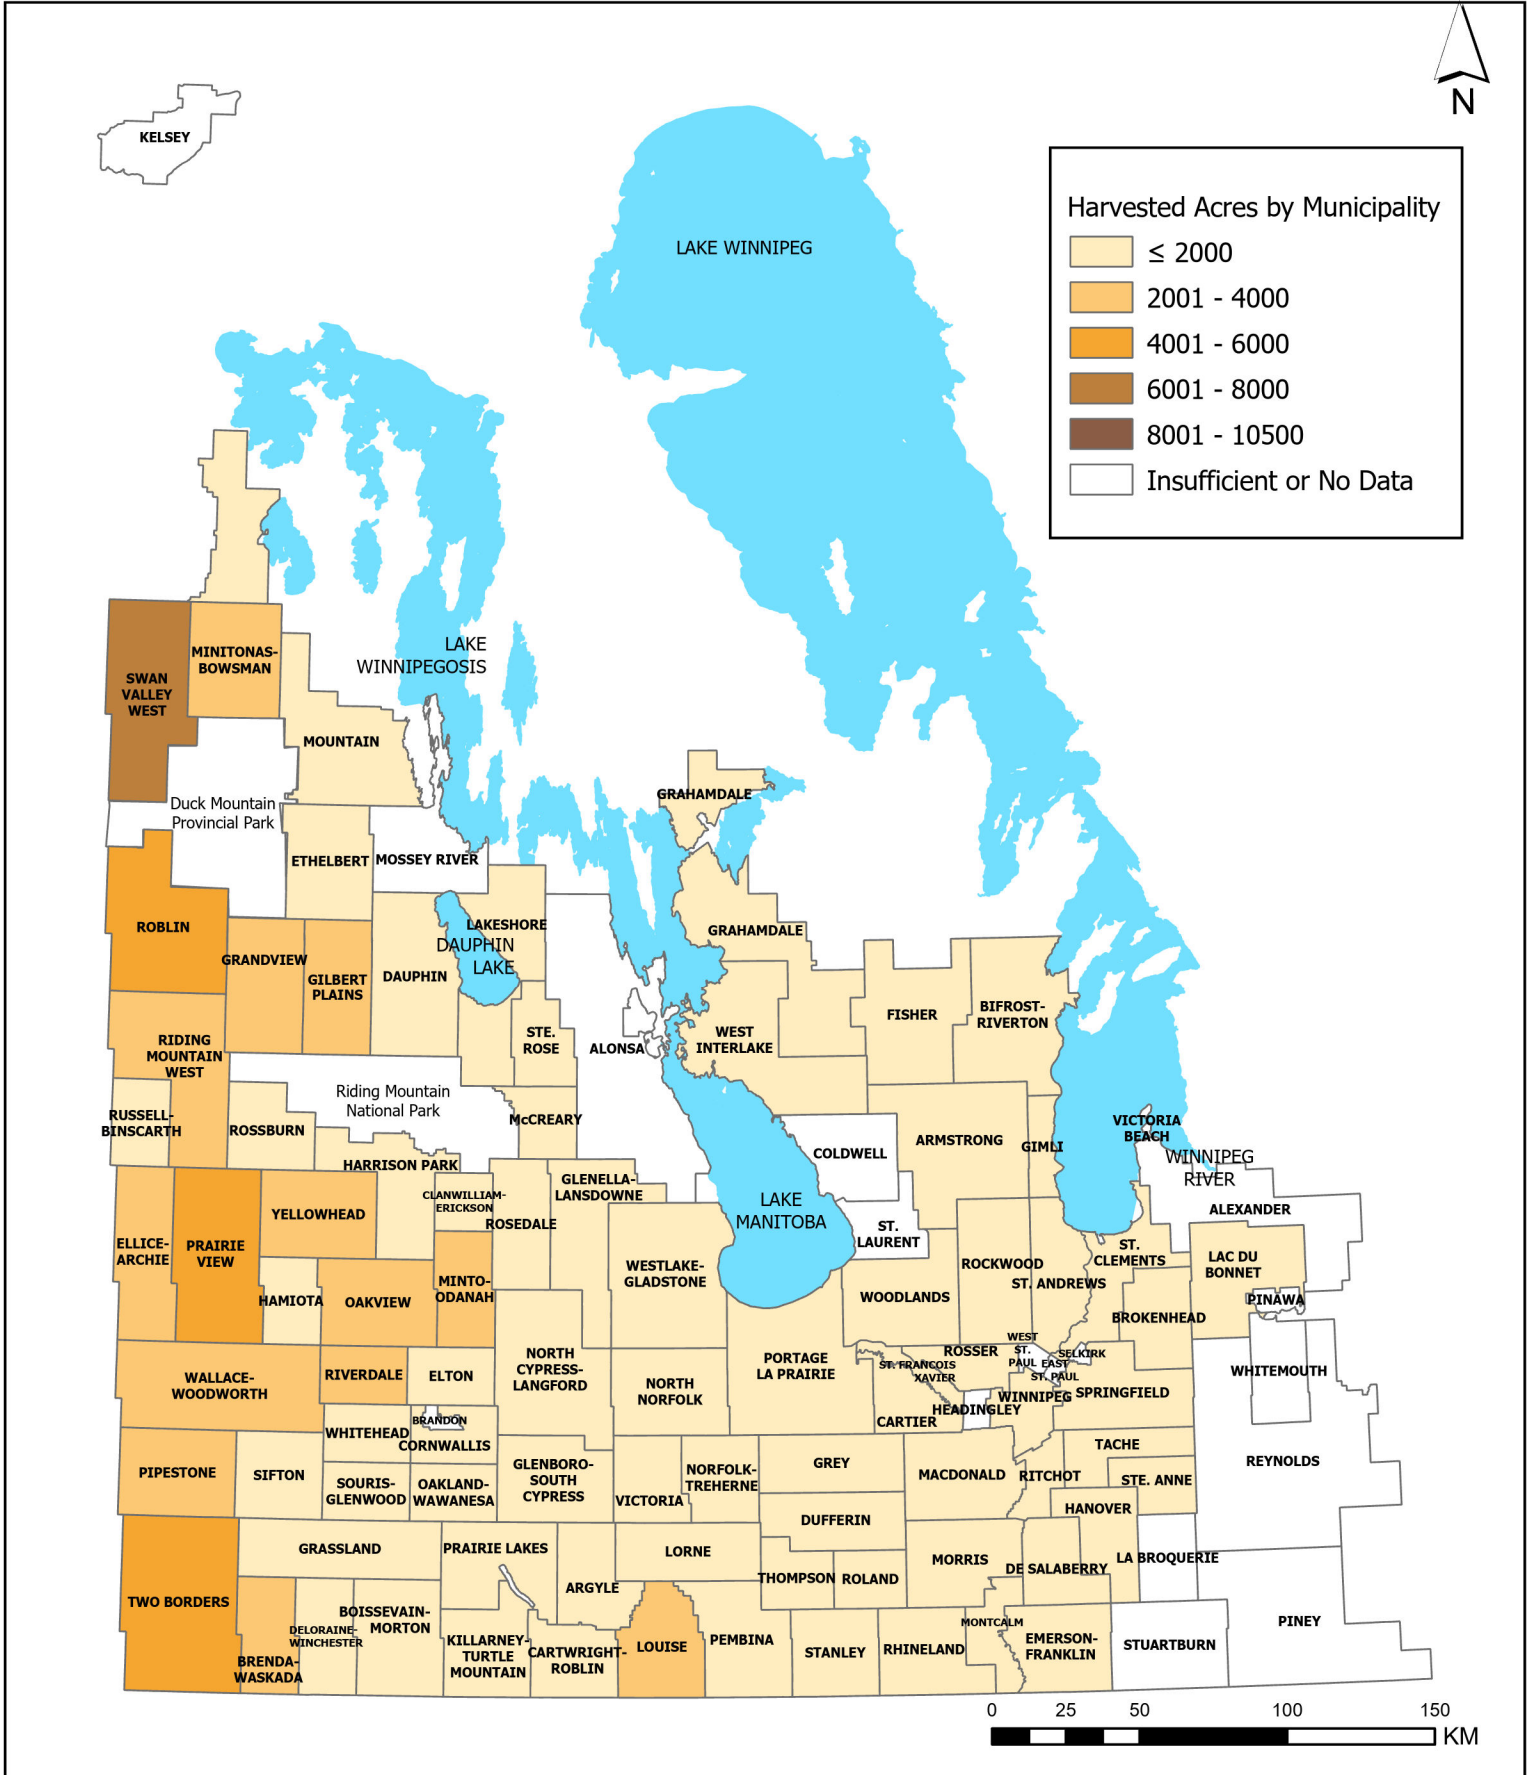 N
KELSEY
LAKE WINNIPEG
Harvested Acres by Municipality
≤ 2000
2001 - 4000
4001 - 6000
6001 - 8000
8001 - 10500
Insufficient or No Data
LAKE
WINNIPEGOSIS
MINITONAS-
BOWSMAN
SWAN
VALLEY
WEST
MOUNTAIN
Duck Mountain
Provincial Park
GRAHAMDALE
ETHELBERT
MOSSEY RIVER
ROBLIN
LAKESHORE
DAUPHIN
LAKE
GRAHAMDALE
GRANDVIEW
GILBERT
PLAINS
DAUPHIN
FISHER
BIFROST-
RIVERTON
STE.
ROSE
ALONSA
WEST
INTERLAKE
RIDING
MOUNTAIN
WEST
Riding Mountain
National Park
RUSSELL-
BINSCARTH
ROSSBURN
McCREARY
ARMSTRONG
GIMLI
VICTORIA
BEACH
COLDWELL
WINNIPEG
RIVER
HARRISON PARK
GLENELLA-
LANSDOWNE
CLANWILLIAM-
ERICKSON
ROSEDALE
LAKE
MANITOBA
ALEXANDER
YELLOWHEAD
ST.
LAURENT
ELLICE-
ARCHIE
PRAIRIE
VIEW
ST.
CLEMENTS
LAC DU
BONNET
ROCKWOOD
ST. ANDREWS
WESTLAKE-
GLADSTONE
MINTO-
ODANAH
HAMIOTA
OAKVIEW
WOODLANDS
PINAWA
BROKENHEAD
WEST
ST.
PAUL
EAST
ST. PAUL
SELKIRK
ROSSER
ST. FRANCOIS
XAVIER
NORTH
CYPRESS-
LANGFORD
PORTAGE
LA PRAIRIE
WHITEMOUTH
WALLACE-
WOODWORTH
RIVERDALE
ELTON
NORTH
NORFOLK
WINNIPEG
SPRINGFIELD
HEADINGLEY
CARTIER
BRANDON
WHITEHEAD
CORNWALLIS
TACHE
PIPESTONE
SIFTON
SOURIS-
GLENWOOD
OAKLAND-
WAWANESA
GLENBORO-
SOUTH
CYPRESS
VICTORIA
NORFOLK-
TREHERNE
GREY
MACDONALD
RITCHOT
STE. ANNE
REYNOLDS
HANOVER
DUFFERIN
GRASSLAND
PRAIRIE LAKES
LORNE
MORRIS
DE SALABERRY
LA BROQUERIE
ARGYLE
THOMPSON
ROLAND
TWO BORDERS
BOISSEVAIN-
MORTON
DELORAINE-
WINCHESTER
BRENDA-
WASKADA
KILLARNEY-
TURTLE
MOUNTAIN
CARTWRIGHT-
ROBLIN
LOUISE
PEMBINA
STANLEY
RHINELAND
MONTCALM
EMERSON-
FRANKLIN
STUARTBURN
PINEY
0 25 50 100 150
KM